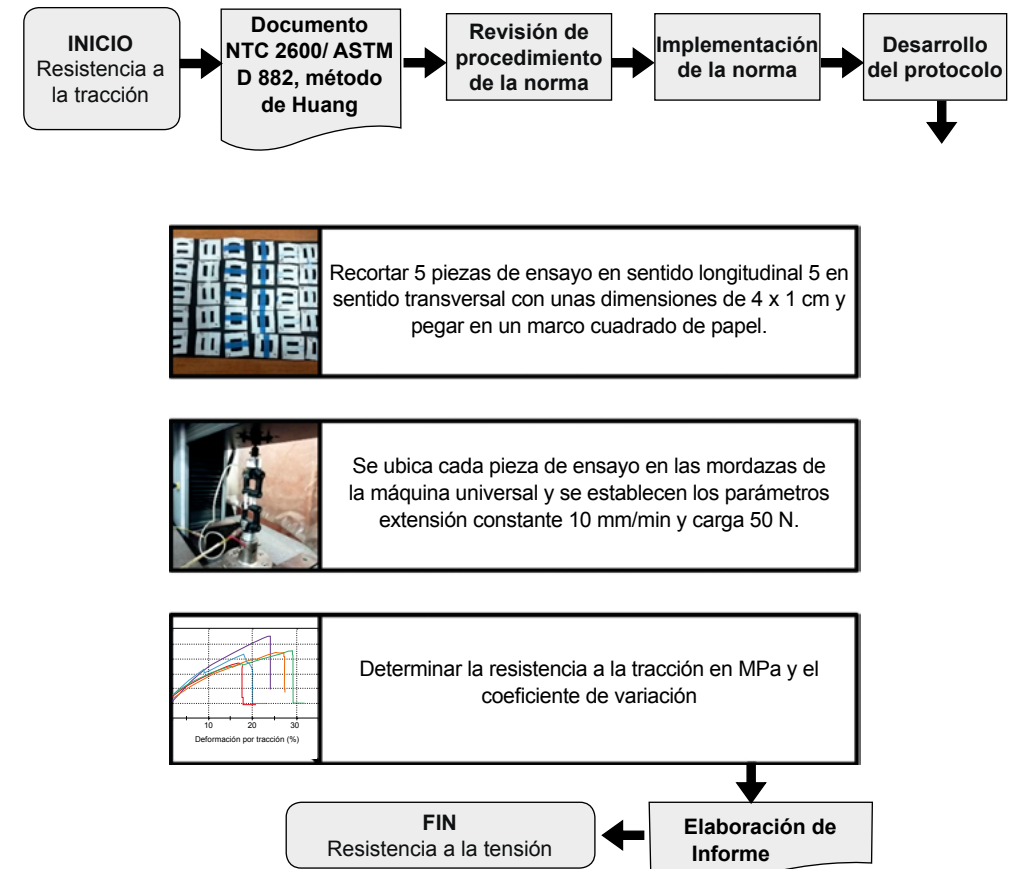 INICIO
Resistencia a
la tracción
Documento
NTC 2600/ ASTM
D 882, método
de Huang
Revisión de
procedimiento
de la norma
Implementación
de la norma
Desarrollo
del protocolo
Recortar 5 piezas de ensayo en sentido longitudinal 5 en
sentido transversal con unas dimensiones de 4 x 1 cm y
pegar en un marco cuadrado de papel.
Se ubica cada pieza de ensayo en las mordazas de
la máquina universal y se establecen los parámetros
extensión constante 10 mm/min y carga 50 N.
10 20 30
Deformación por tracción (%)
Determinar la resistencia a la tracción en MPa y el
coeficiente de variación
FIN
Resistencia a la tensión
Elaboración de
Informe